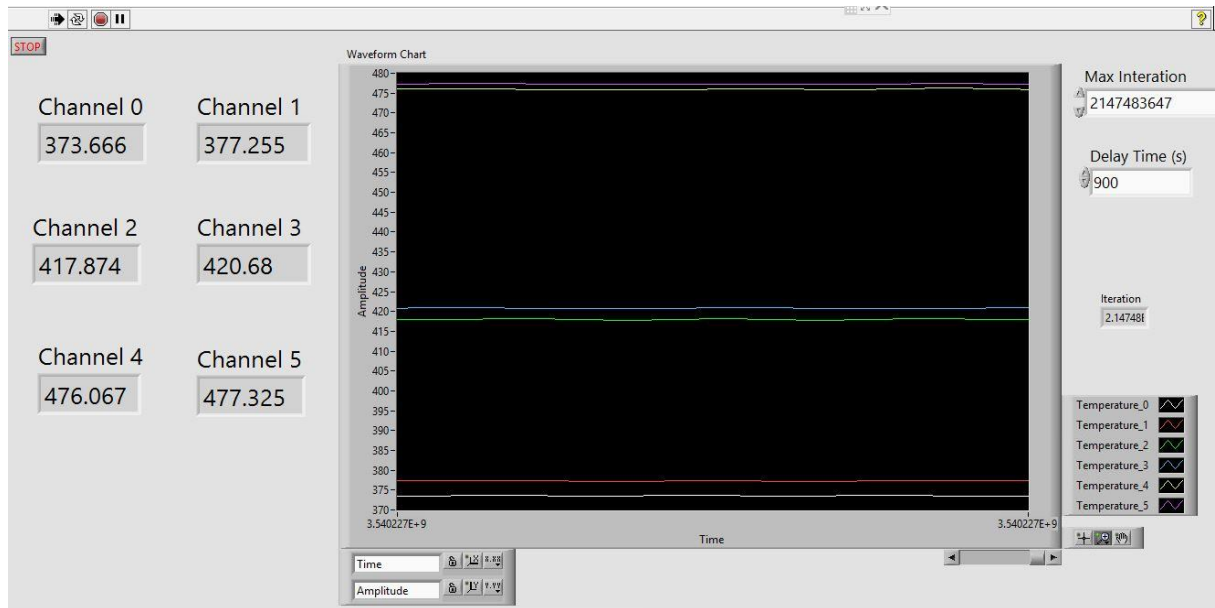 STOP
Channel 0
373.666
Channel 1
377.255
Channel 2
417.874
Channel 3
420.68
Channel 4
476.067
Channel 5
477.325
Waveform Chart
Amplitude
480
475
470
465
460
455
450
445
440
435
430
425
420
415
410
405
400
395
390
385
380
375
370
3.540227E+9
3.540227E+9
Time
Time
Amplitude
Max Interation
2147483647
Delay Time (s)
900
Iteration
2.14748E
Temperature_0
Temperature_1
Temperature_2
Temperature_3
Temperature_4
Temperature_5